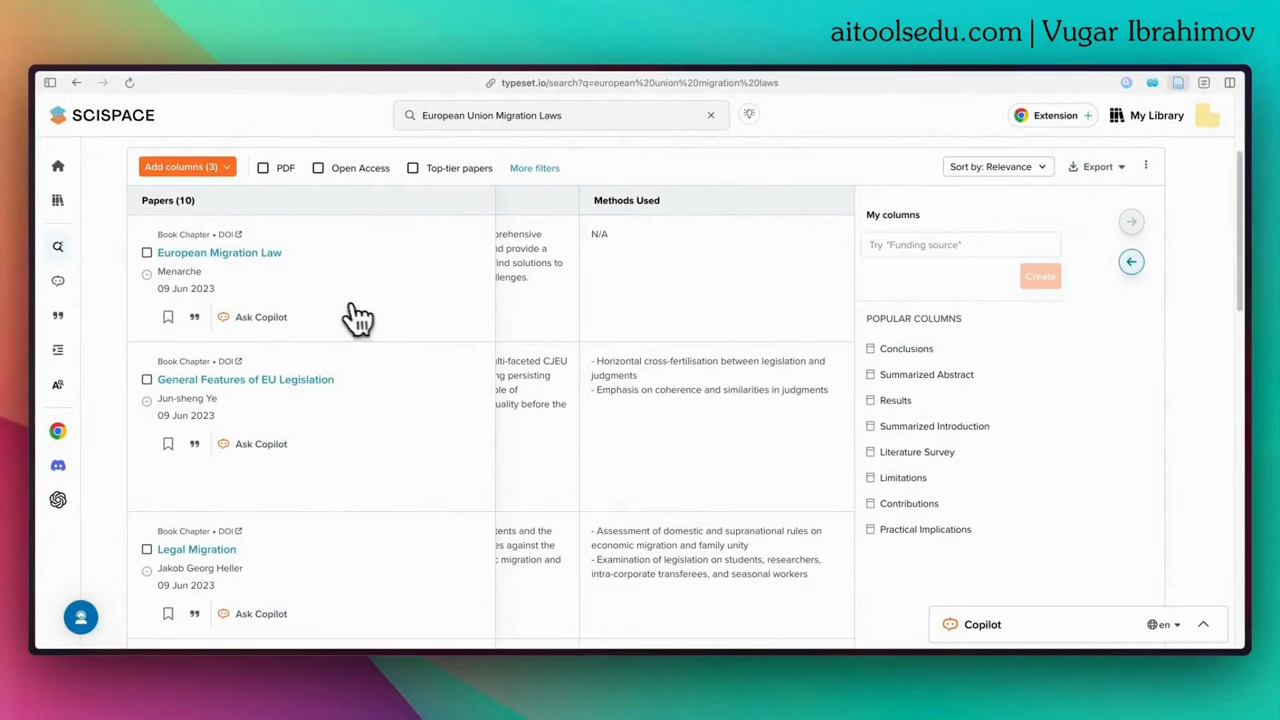 aitoolsedu.com | Vugar Ibrahimov
typeset.io/search?q=european%20union%20migration%20laws
SCISPACE
European Union Migration Laws
Extension +
My Library
Add columns (3)
PDF
Open Access
Top-tier papers
More filters
Sort by: Relevance
Export
Papers (10)
Methods Used
Book Chapter • DOI
European Migration Law
Menarche
09 Jun 2023
Ask Copilot
prehensive
nd provide a
find solutions to
llenges.
N/A
Book Chapter • DOI
General Features of EU Legislation
Jun-sheng Ye
09 Jun 2023
Ask Copilot
ulti-faceted CJEU
ng persisting
ole of
uality before the
- Horizontal cross-fertilisation between legislation and
judgments
- Emphasis on coherence and similarities in judgments
Book Chapter • DOI
Legal Migration
Jakob Georg Heller
09 Jun 2023
Ask Copilot
tents and the
es against the
c migration and
- Assessment of domestic and supranational rules on
economic migration and family unity
- Examination of legislation on students, researchers,
intra-corporate transferees, and seasonal workers
My columns
Try "Funding source"
Create
POPULAR COLUMNS
Conclusions
Summarized Abstract
Results
Summarized Introduction
Literature Survey
Limitations
Contributions
Practical Implications
Copilot
en